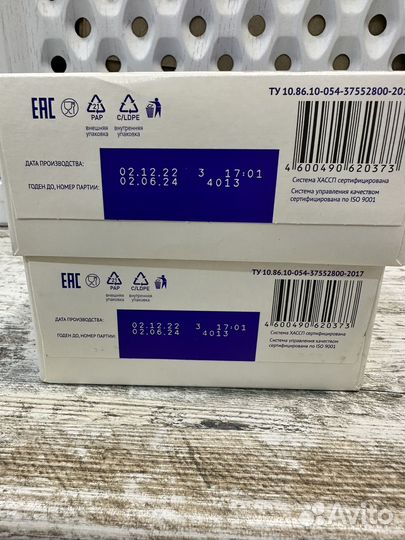 ТУ 10.86.10-054-37552800-201
EAC
21
PAP
C/LDPE
внешняя упаковка
внутренняя упаковка
ДАТА ПРОИЗВОДСТВА:
02.12.22 3 17:01
ГОДЕН ДО, НОМЕР ПАРТИИ:
02.06.24 4013
4 600490 620373
Система ХАССП сертифицирована
Система управления качеством
сертифицирована по ISO 9001
ТУ 10.86.10-054-37552800-2017
EAC
21
PAP
C/LDPE
внешняя упаковка
внутренняя упаковка
ДАТА ПРОИЗВОДСТВА:
02.12.22 3 17:01
ГОДЕН ДО, НОМЕР ПАРТИИ:
02.06.24 4013
4 600490 620373
Система ХАССП сертифицирована
Система управления качеством
сертифицирована по ISO 9001
Avito